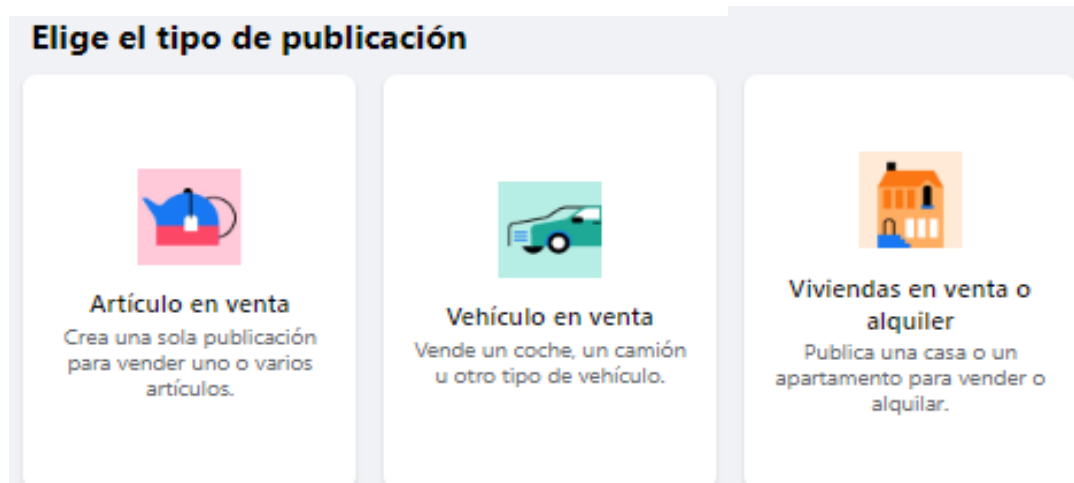 Elige el tipo de publicación
Artículo en venta
Crea una sola publicación
para vender uno o varios
artículos.
Vehículo en venta
Vende un coche, un camión
u otro tipo de vehículo.
Viviendas en venta o
alquiler
Publica una casa o un
apartamento para vender o
alquilar.